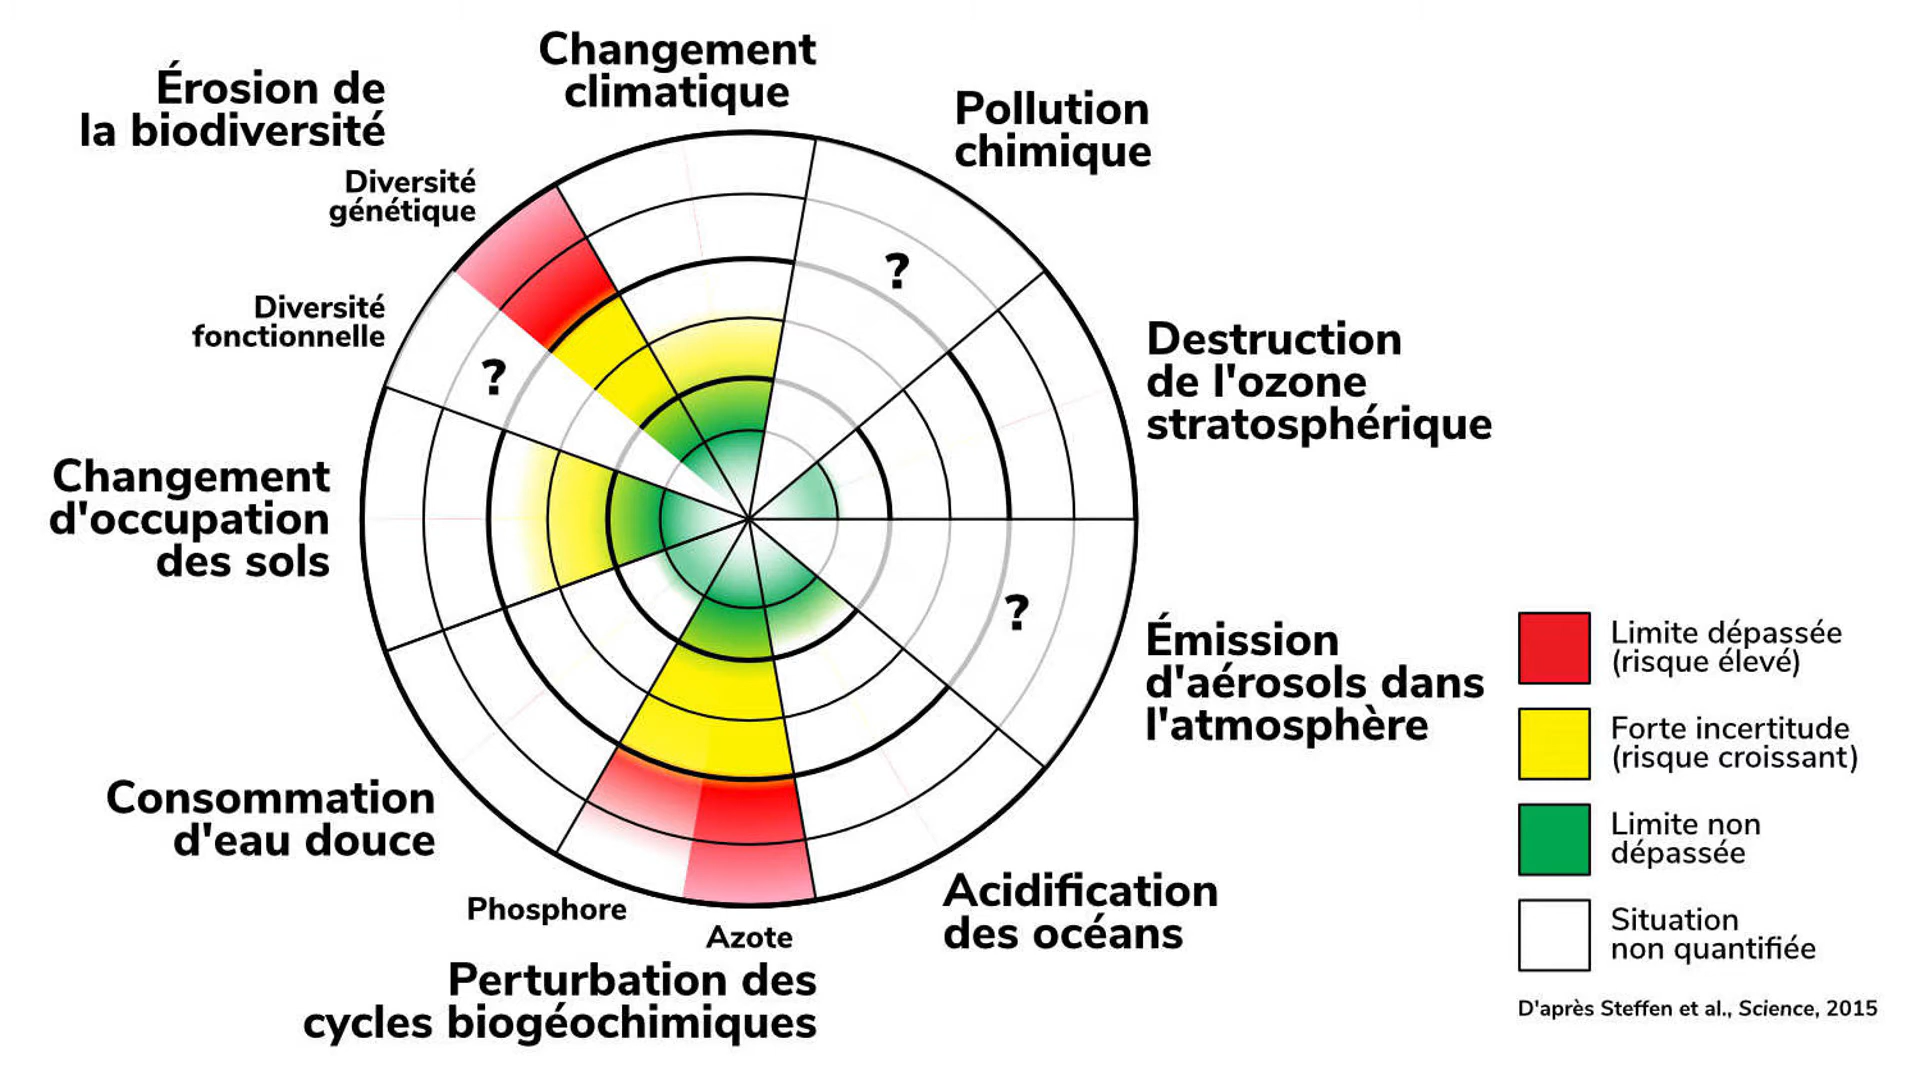 Changement
climatique
Érosion de
la biodiversité
Pollution
chimique
Diversité
génétique
?
Diversité
fonctionnelle
?
Destruction
de l'ozone
stratosphérique
Changement
d'occupation
des sols
?
Émission
d'aérosols dans
l'atmosphère
Consommation
d'eau douce
Acidification
des océans
Phosphore
Azote
Perturbation des
cycles biogéochimiques
Limite dépassée
(risque élevé)
Forte incertitude
(risque croissant)
Limite non
dépassée
Situation
non quantifiée
D'après Steffen et al., Science, 2015